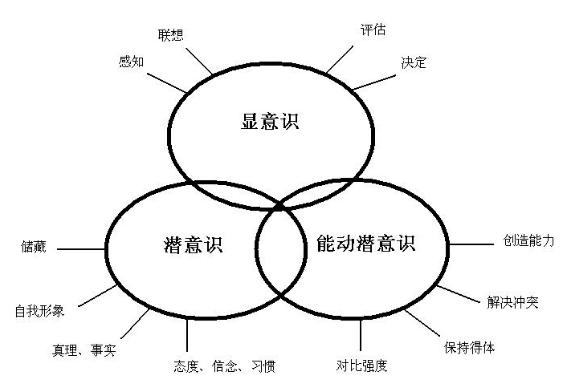 联想
评估
感知
决定
显意识
潜意识
能动潜意识
创造能力
储藏
解决冲突
自我形象
真理、事实
保持得体
态度、信念、习惯
对比强度